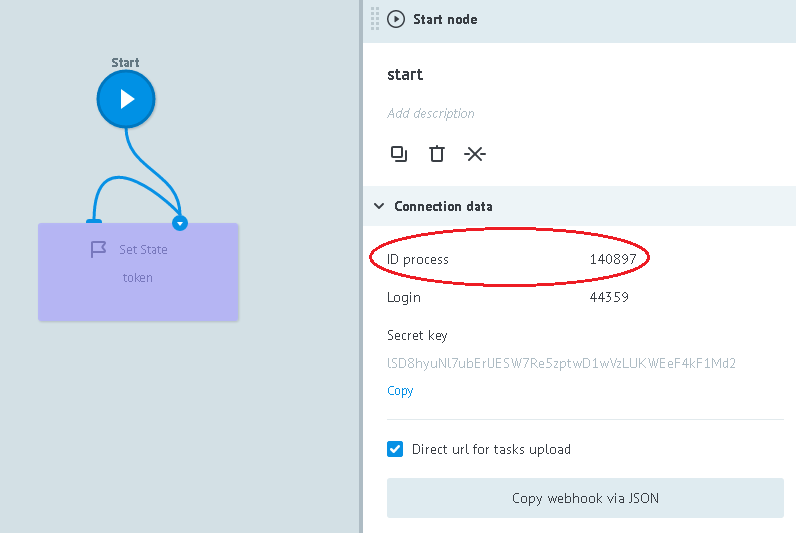 Start
Set State
token
Start node
start
Add description
Connection data
ID process 140897
Login 44359
Secret key
lSD8hyuNl7ubErUESW7Re5zptwD1wVzLUKWEeF4kF1Md2
Copy
Direct url for tasks upload
Copy webhook via JSON